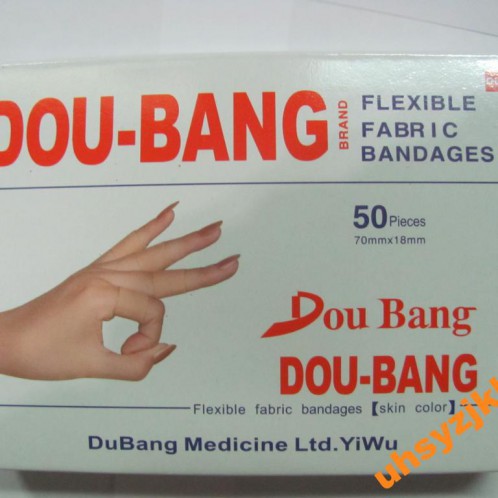 DOU-BANG
BRAND
FLEXIBLE
FABRIC
BANDAGES
50 Pieces
70mmx18mm
Dou Bang
DOU-BANG
Flexible fabric bandages【skin color】
DuBang Medicine Ltd.YiWu